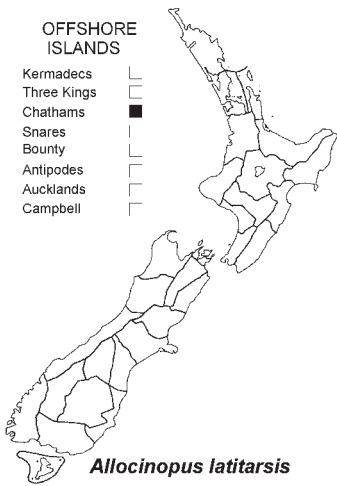 OFFSHORE
ISLANDS
Kermadecs
Three Kings
Chathams
Snares
Bounty
Antipodes
Aucklands
Campbell
Allocinopus latitarsis